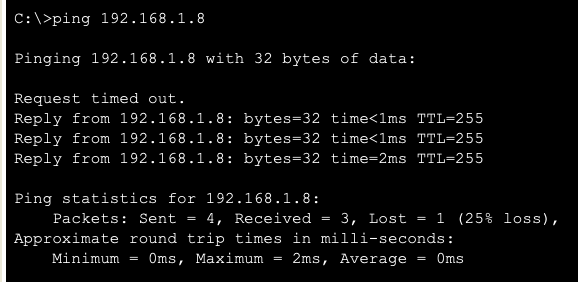 C:\>ping 192.168.1.8
Pinging 192.168.1.8 with 32 bytes of data:
Request timed out.
Reply from 192.168.1.8: bytes=32 time<1ms TTL=255
Reply from 192.168.1.8: bytes=32 time<1ms TTL=255
Reply from 192.168.1.8: bytes=32 time=2ms TTL=255
Ping statistics for 192.168.1.8:
Packets: Sent = 4, Received = 3, Lost = 1 (25% loss),
Approximate round trip times in milli-seconds:
Minimum = 0ms, Maximum = 2ms, Average = 0ms